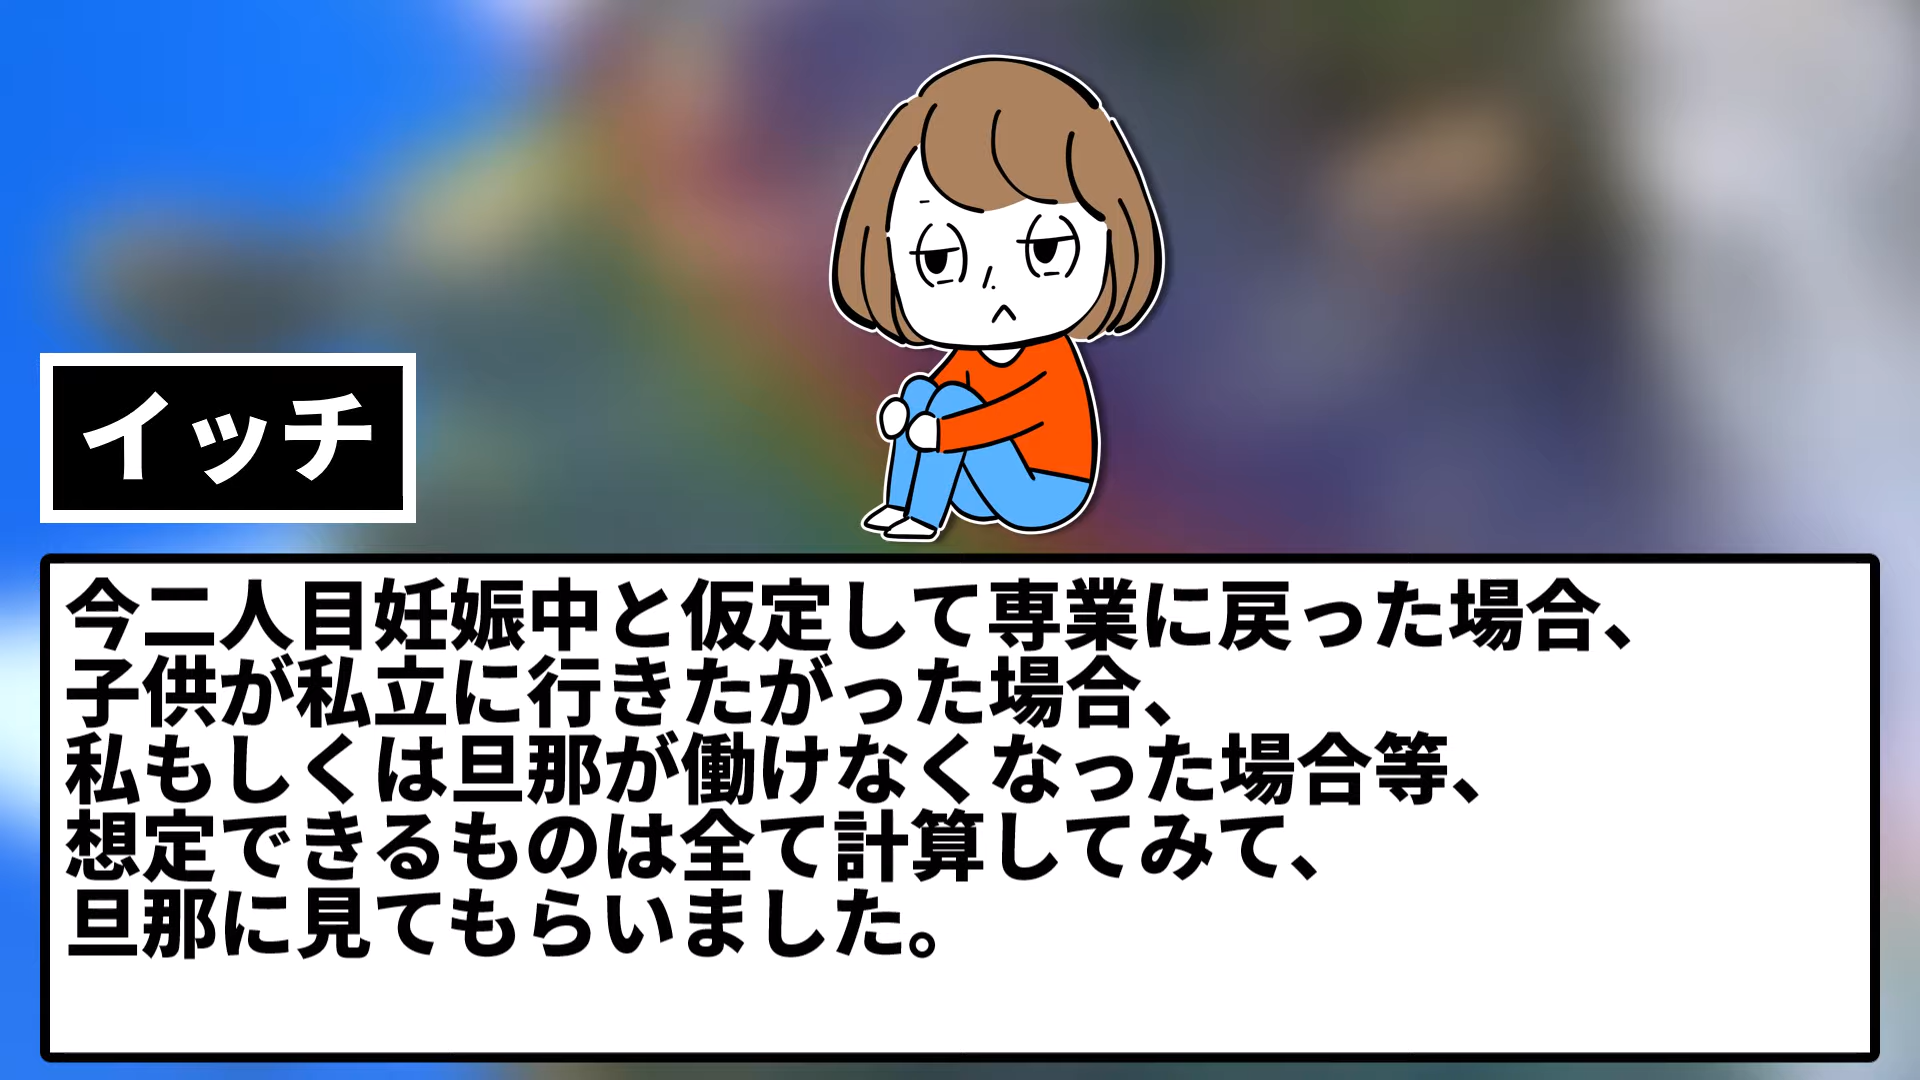 イッチ
今二人目妊娠中と仮定して専業に戻った場合、
子供が私立に行きたがった場合、
私もしくは旦那が働けなくなった場合等、
想定できるものは全て計算してみて、
旦那に見てもらいました。